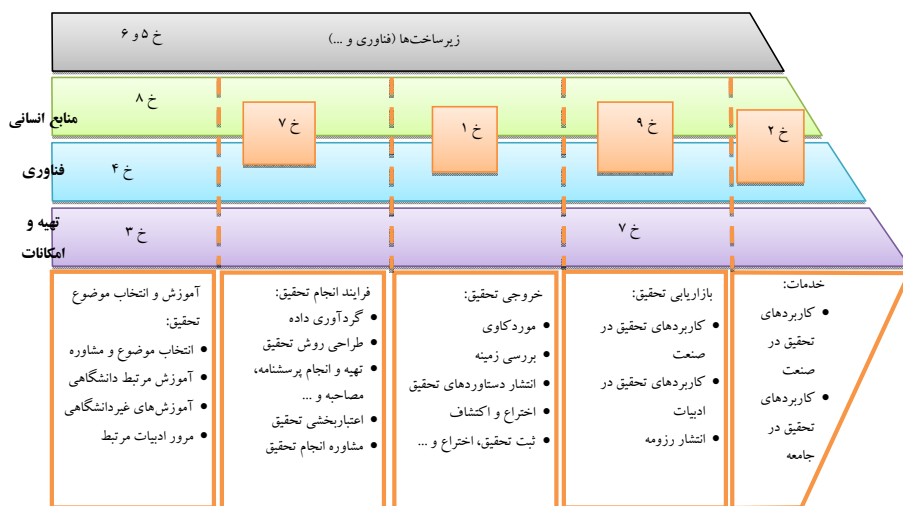 زیرساخت‌ها (فناوری و ...)
خ ۵ و ۶
منابع انسانی
خ ۸
خ ۷
خ ۱
خ ۹
خ ۲
فناوری
خ ۴
تهیه و
امکانات
خ ۳
خ ۷
آموزش و انتخاب موضوع
تحقیق:
• انتخاب موضوع و مشاوره
• آموزش مرتبط دانشگاهی
• آموزش‌های غیردانشگاهی
• مرور ادبیات مرتبط
فرایند انجام تحقیق:
• گردآوری داده
• طراحی روش تحقیق
• تهیه و انجام پرسشنامه،
مصاحبه و ...
• اعتباربخشی تحقیق
• مشاوره انجام تحقیق
خروجی تحقیق:
• موردکاوی
• بررسی زمینه
• انتشار دستاوردهای تحقیق
• اختراع و اکتشاف
• ثبت تحقیق، اختراع و ...
بازاریابی تحقیق:
• کاربردهای تحقیق در
صنعت
• کاربردهای تحقیق در
ادبیات
• انتشار رزومه
خدمات:
• کاربردهای
تحقیق در
صنعت
• کاربردهای
تحقیق در
جامعه